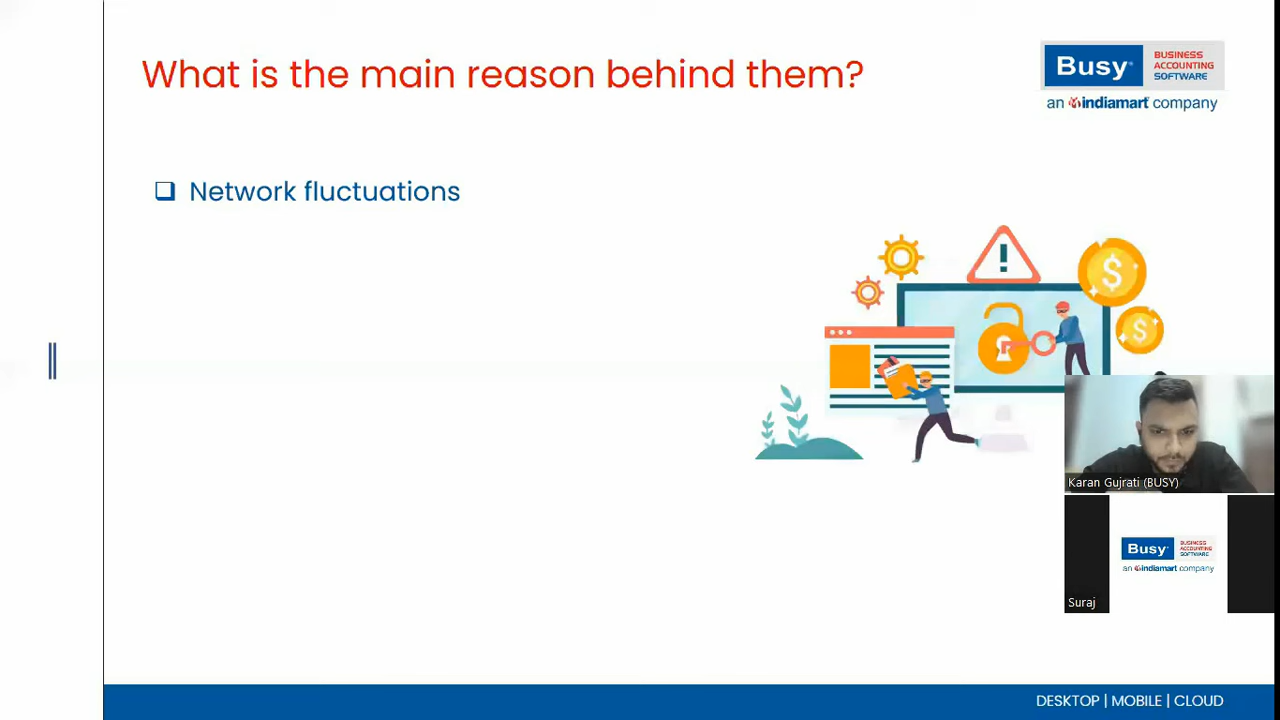 What is the main reason behind them?
Busy
BUSINESS
ACCOUNTING
SOFTWARE
an indiamart company
Network fluctuations
!
$
$
Karan Gujrati (BUSY)
Busy
BUSINESS
ACCOUNTING
SOFTWARE
an indiamart company
Suraj
DESKTOP | MOBILE | CLOUD